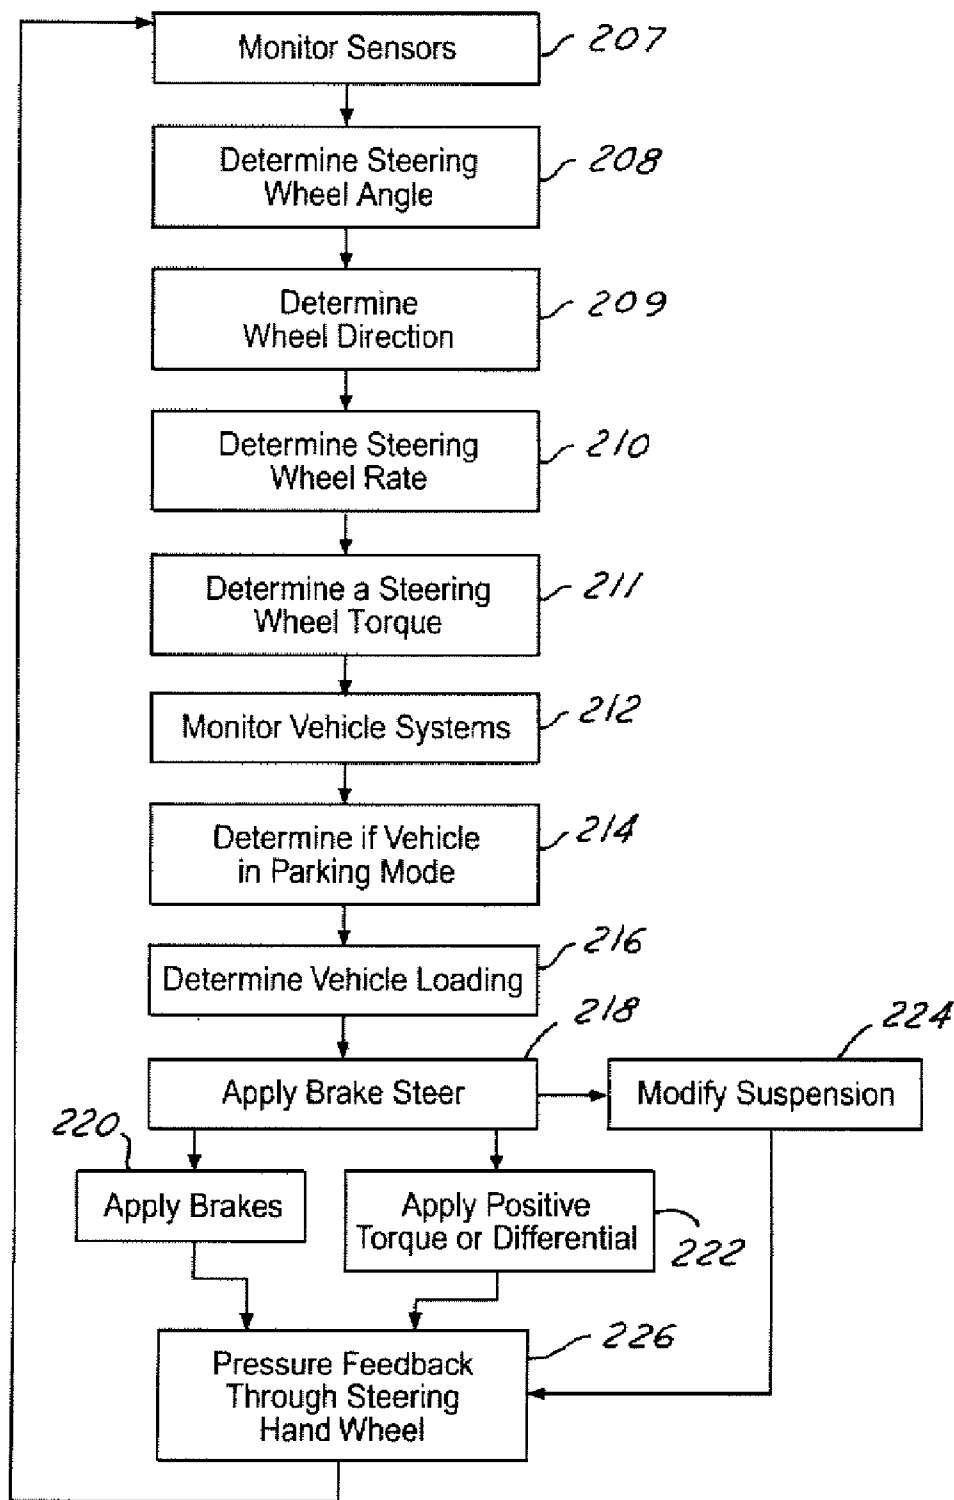 Monitor Sensors
207
Determine Steering
Wheel Angle
208
Determine
Wheel Direction
209
Determine Steering
Wheel Rate
210
Determine a Steering
Wheel Torque
211
Monitor Vehicle Systems
212
Determine if Vehicle
in Parking Mode
214
Determine Vehicle Loading
216
Apply Brake Steer
218
Modify Suspension
224
220
Apply Brakes
Apply Positive
Torque or Differential
222
Pressure Feedback
Through Steering
Hand Wheel
226